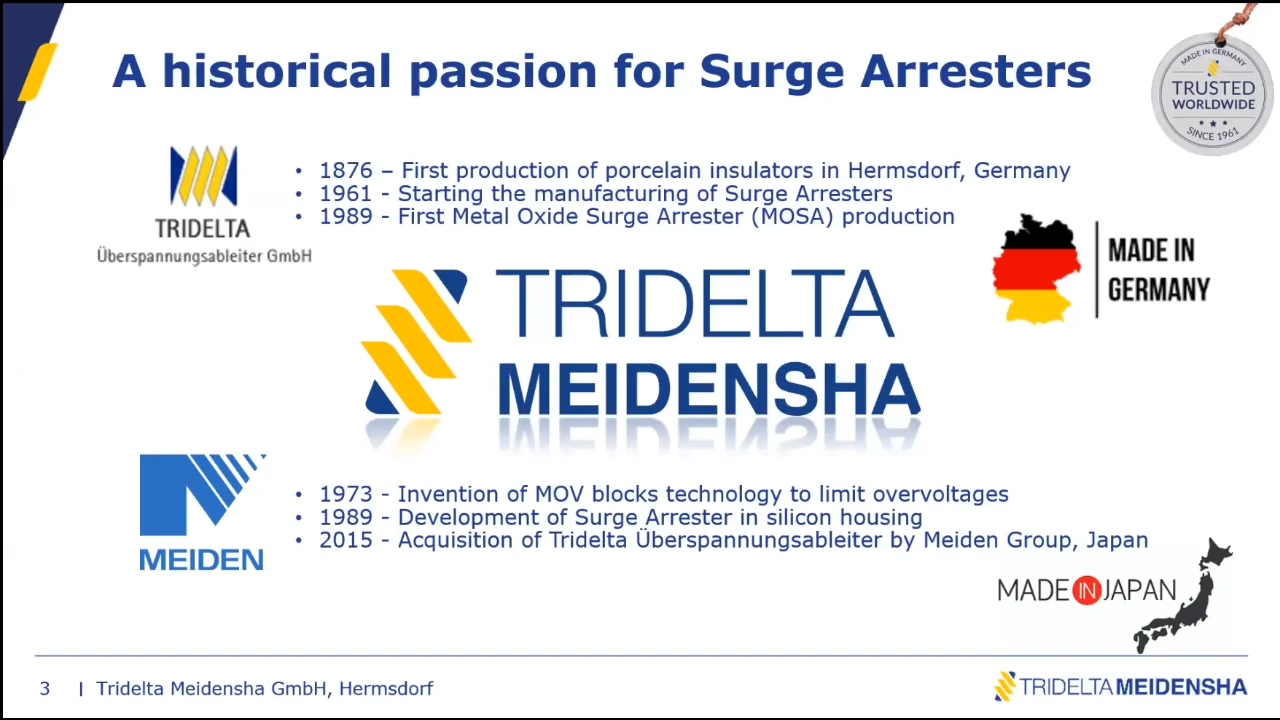 A historical passion for Surge Arresters
MADE IN GERMANY
TRUSTED
WORLDWIDE
SINCE 1961
TRIDELTA
Überspannungsableiter GmbH
• 1876 – First production of porcelain insulators in Hermsdorf, Germany
• 1961 - Starting the manufacturing of Surge Arresters
• 1989 - First Metal Oxide Surge Arrester (MOSA) production
MADE IN
GERMANY
TRIDELTA
MEIDENSHA
MEIDEN
• 1973 - Invention of MOV blocks technology to limit overvoltages
• 1989 - Development of Surge Arrester in silicon housing
• 2015 - Acquisition of Tridelta Überspannungsableiter by Meiden Group, Japan
MADE IN JAPAN
3 | Tridelta Meidensha GmbH, Hermsdorf
TRIDELTA MEIDENSHA